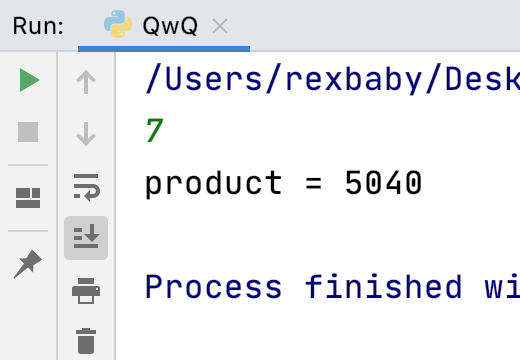 Run: QwQ
/Users/rexbaby/Desk
7
product = 5040
Process finished wi